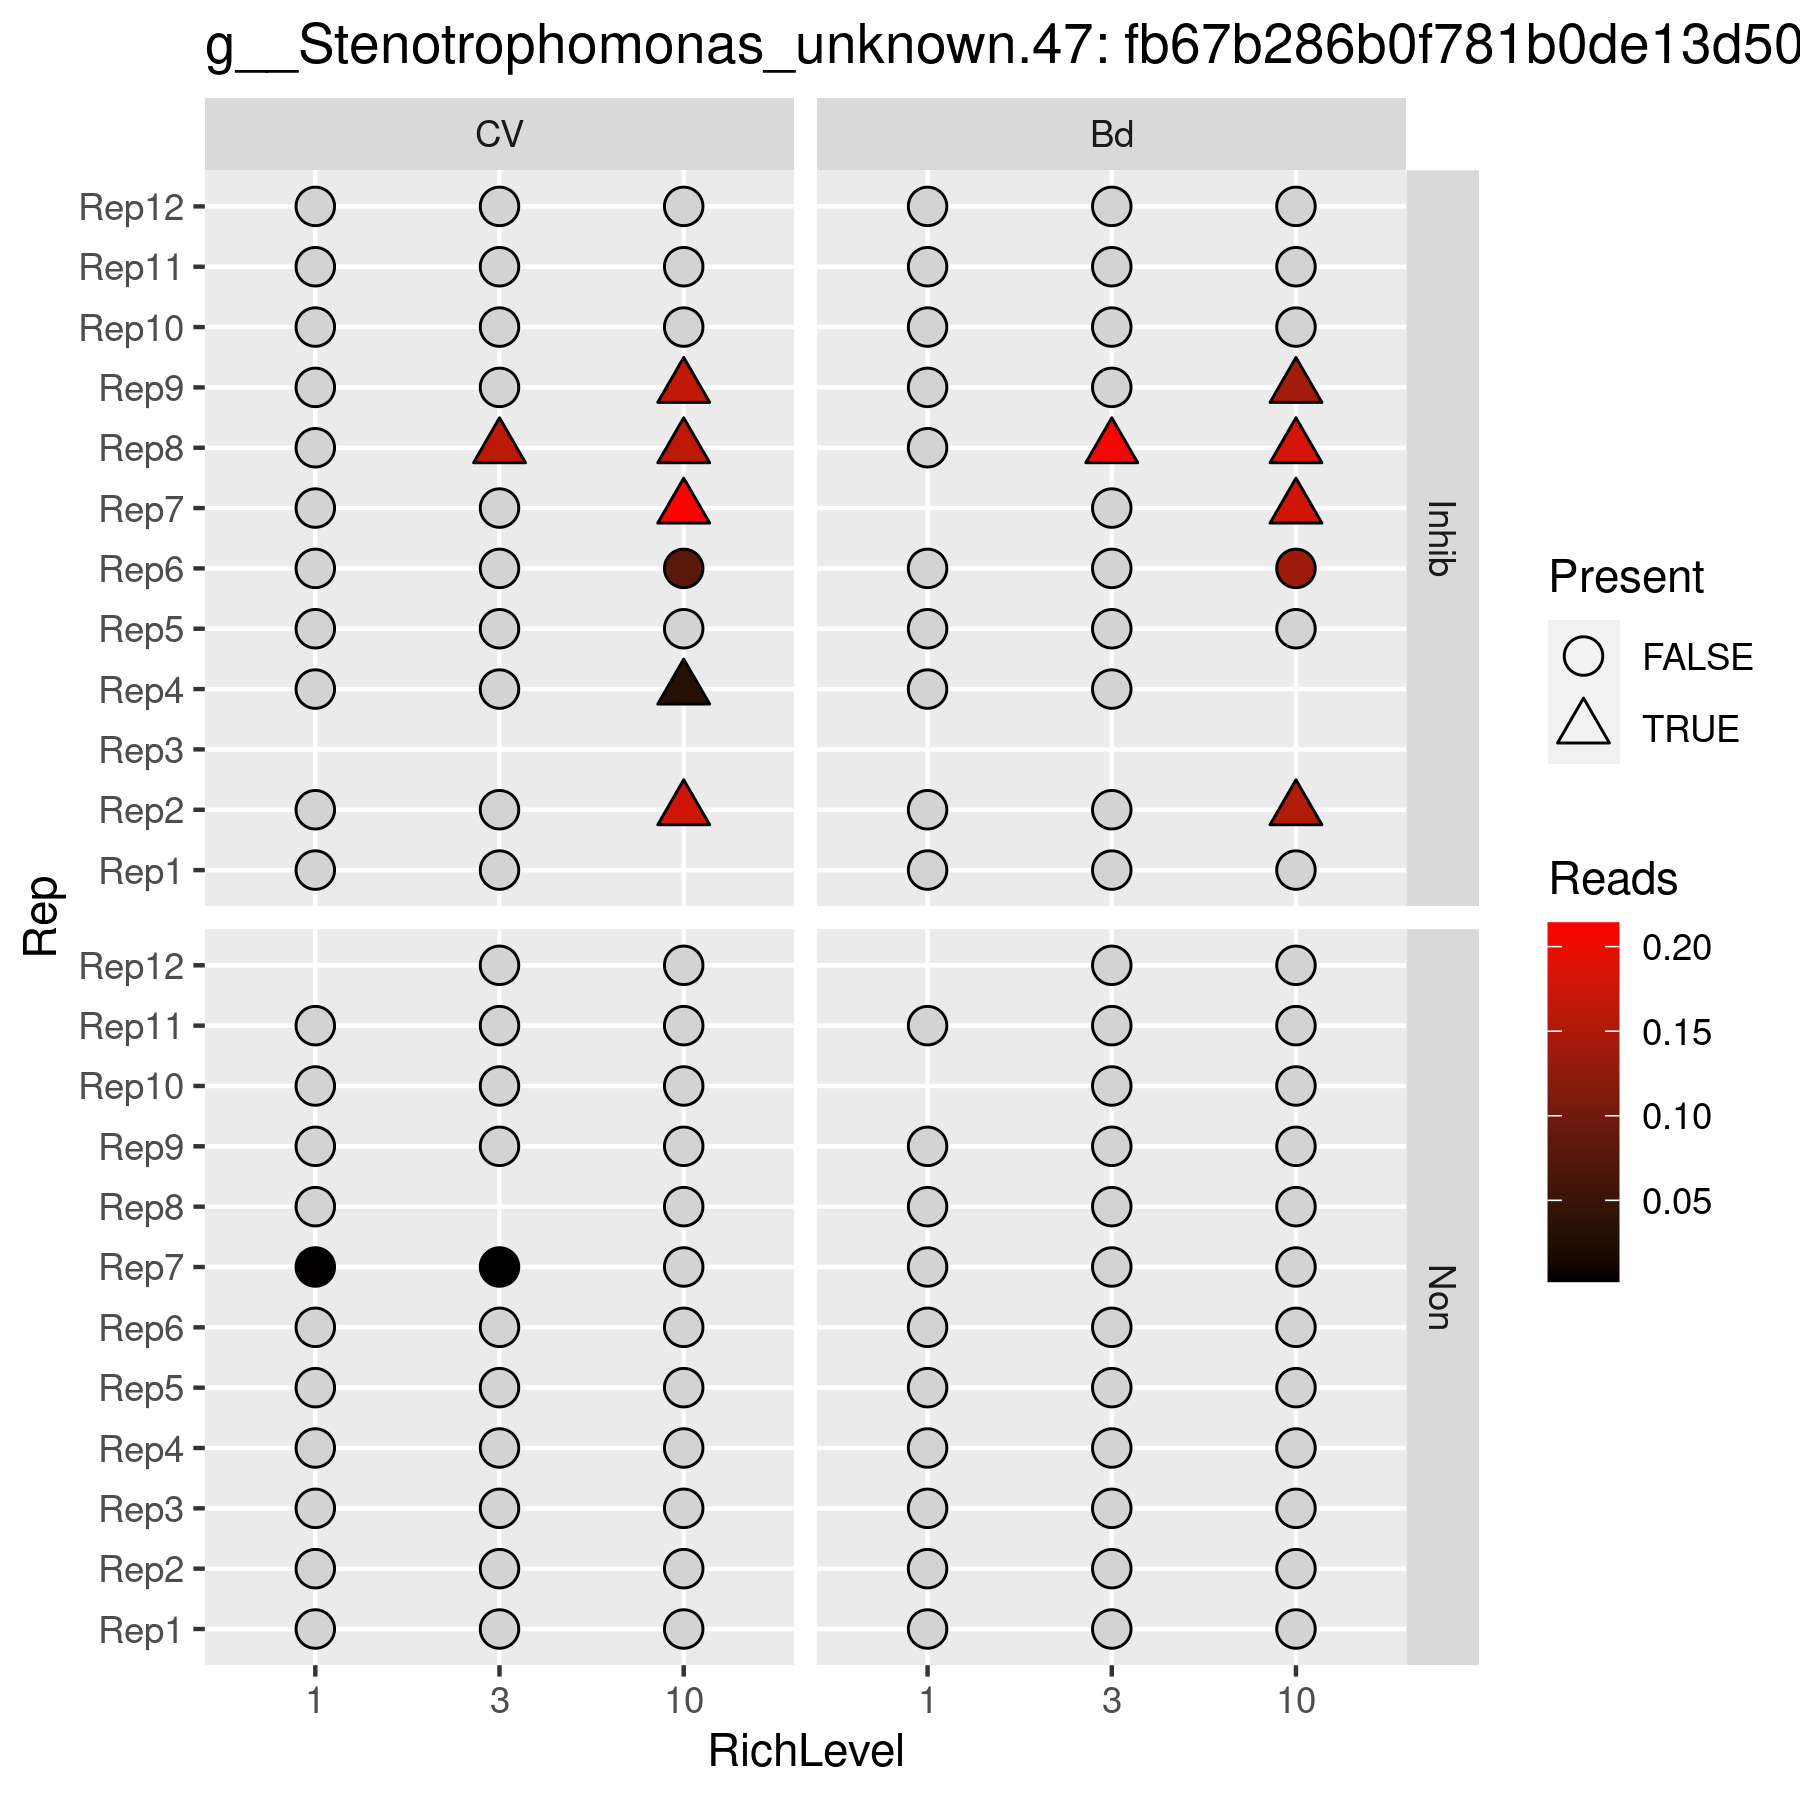 g__Stenotrophomonas_unknown.47: fb67b286b0f781b0de13d50
CV
Bd
Rep12
Rep11
Rep10
Rep9
Rep8
Rep7
Rep6
Rep5
Rep4
Rep3
Rep2
Rep1
Inhib
Rep
Rep12
Rep11
Rep10
Rep9
Rep8
Rep7
Rep6
Rep5
Rep4
Rep3
Rep2
Rep1
Non
1
3
10
1
3
10
RichLevel
Present
FALSE
TRUE
Reads
0.20
0.15
0.10
0.05